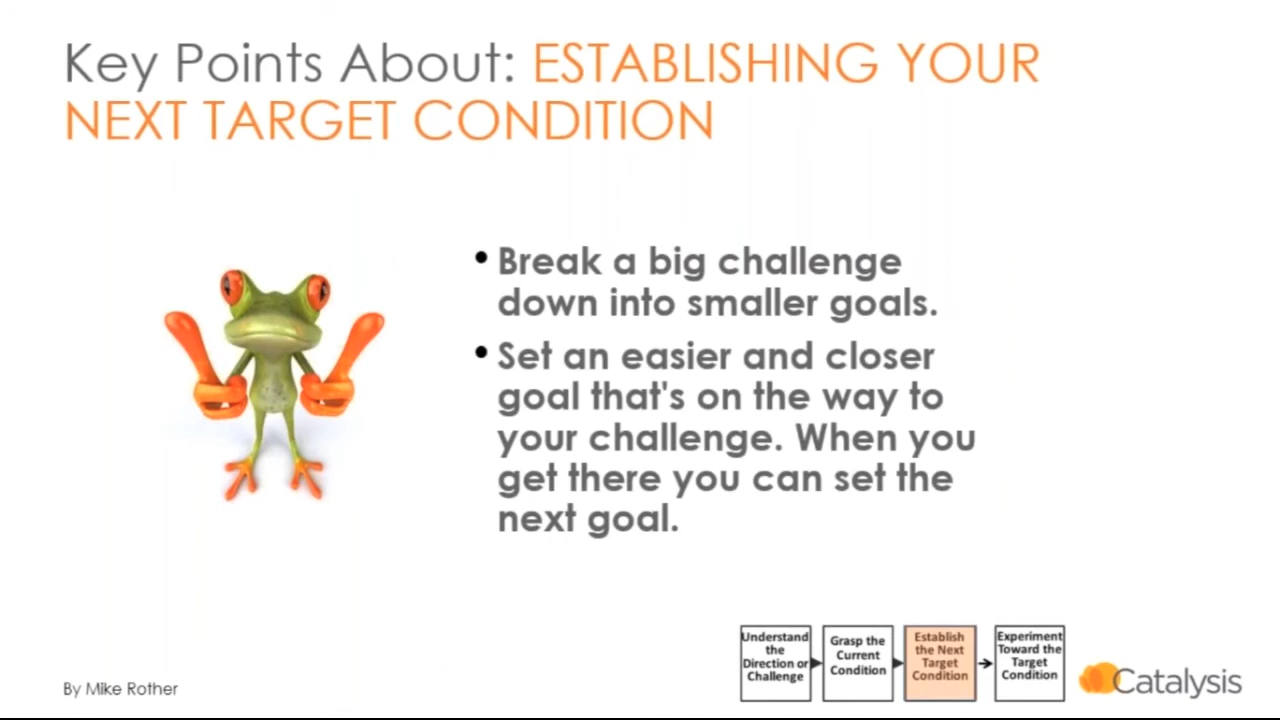 Key Points About: ESTABLISHING YOUR
NEXT TARGET CONDITION
• Break a big challenge
down into smaller goals.
• Set an easier and closer
goal that's on the way to
your challenge. When you
get there you can set the
next goal.
Understand
the
Direction or
Challenge
Grasp the
Current
Condition
Establish
the Next
Target
Condition
Experiment
Toward the
Target
Condition
Catalysis
By Mike Rother